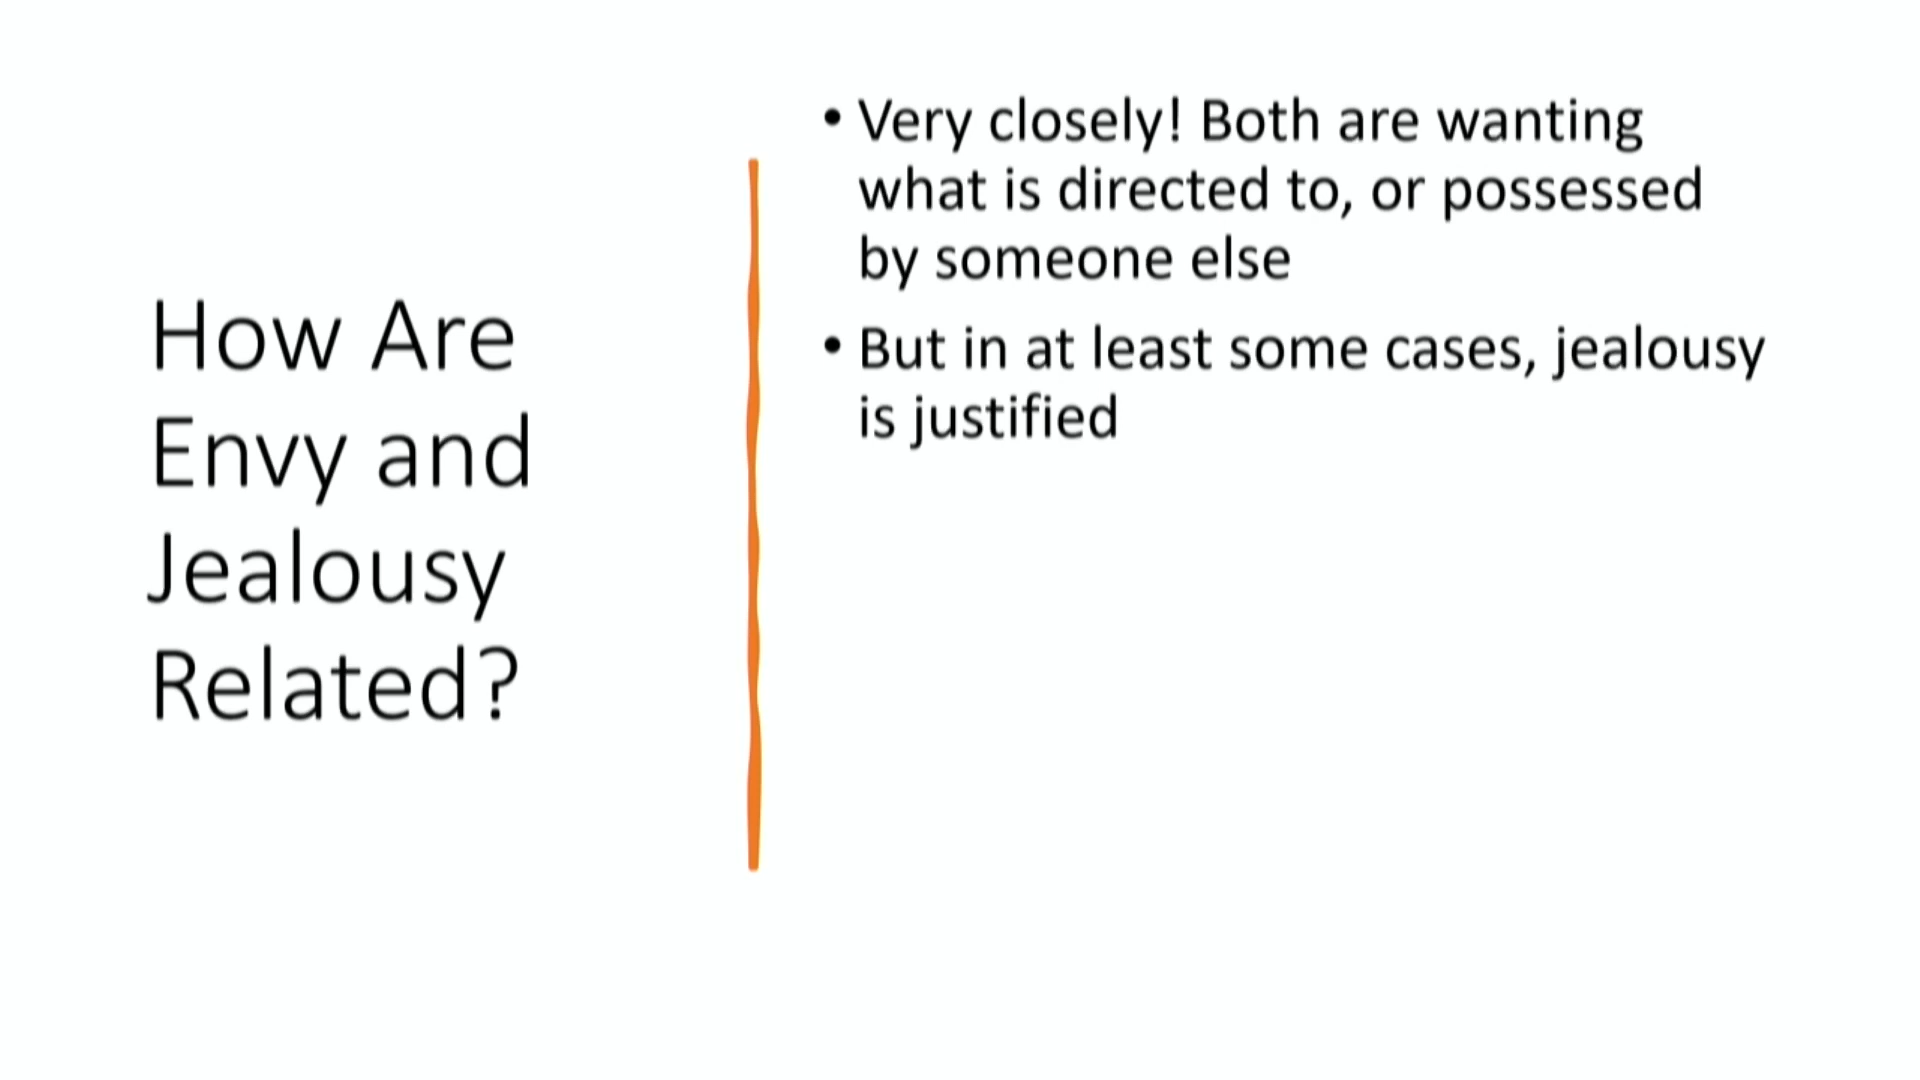 How Are
Envy and
Jealousy
Related?
• Very closely! Both are wanting
what is directed to, or possessed
by someone else
• But in at least some cases, jealousy
is justified